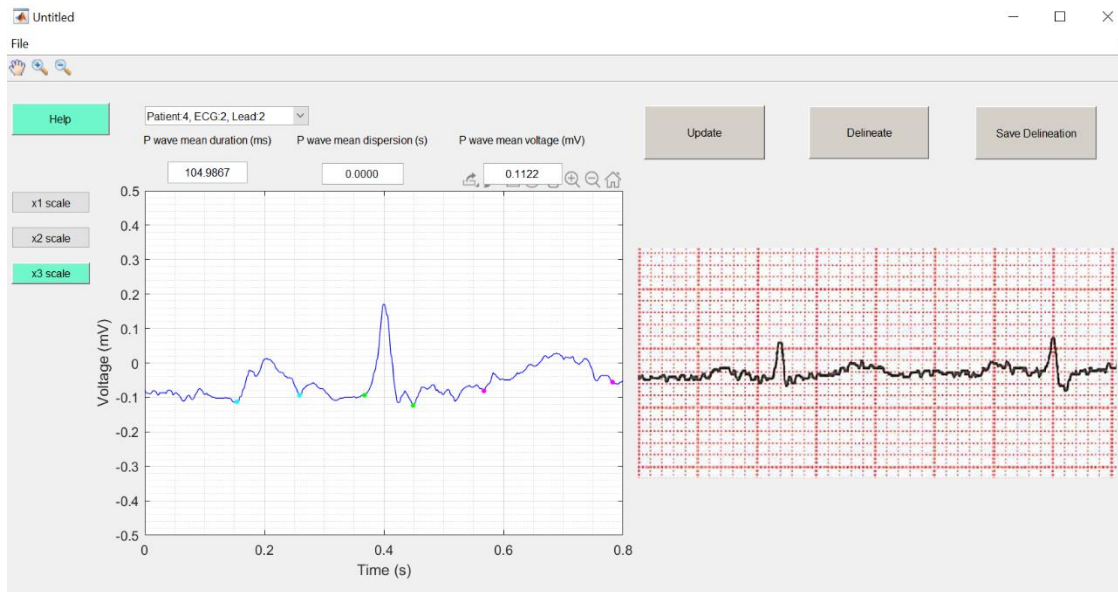 Untitled
File
Help
Patient:4, ECG:2, Lead:2
P wave mean duration (ms)
P wave mean dispersion (s)
P wave mean voltage (mV)
104.9867
0.0000
0.1122
Update
Delineate
Save Delineation
x1 scale
x2 scale
x3 scale
Voltage (mV)
0.5
0.4
0.3
0.2
0.1
0
-0.1
-0.2
-0.3
-0.4
-0.5
0 0.2 0.4 0.6 0.8
Time (s)